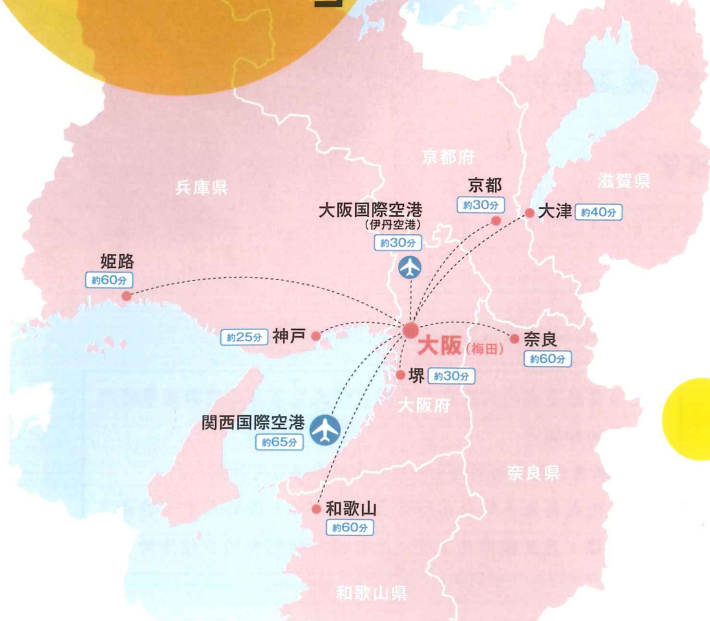 京都府
兵庫県
滋賀県
京都
約30分
大阪国際空港
(伊丹空港)
約30分
大津 約40分
姫路
約60分
約25分 神戸
大阪(梅田)
奈良
約60分
堺 約30分
大阪府
関西国際空港
約65分
奈良県
和歌山
約60分
和歌山県